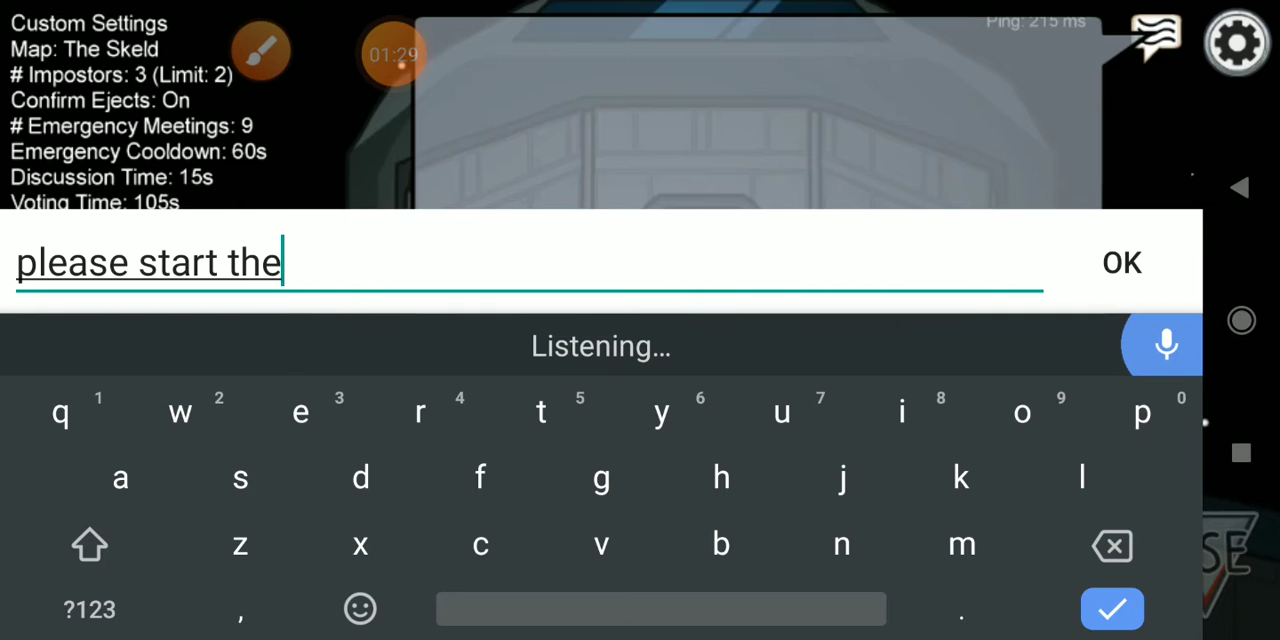 Custom Settings
Map: The Skeld
# Impostors: 3 (Limit: 2)
Confirm Ejects: On
# Emergency Meetings: 9
Emergency Cooldown: 60s
Discussion Time: 15s
Voting Time: 105s
01:29
Ping: 215 ms
please start the
OK
Listening...
q 1 w 2 e 3 r 4 t 5 y 6 u 7 i 8 o 9 p 0
a s d f g h j k l
z x c v b n m
?123 , .
SE